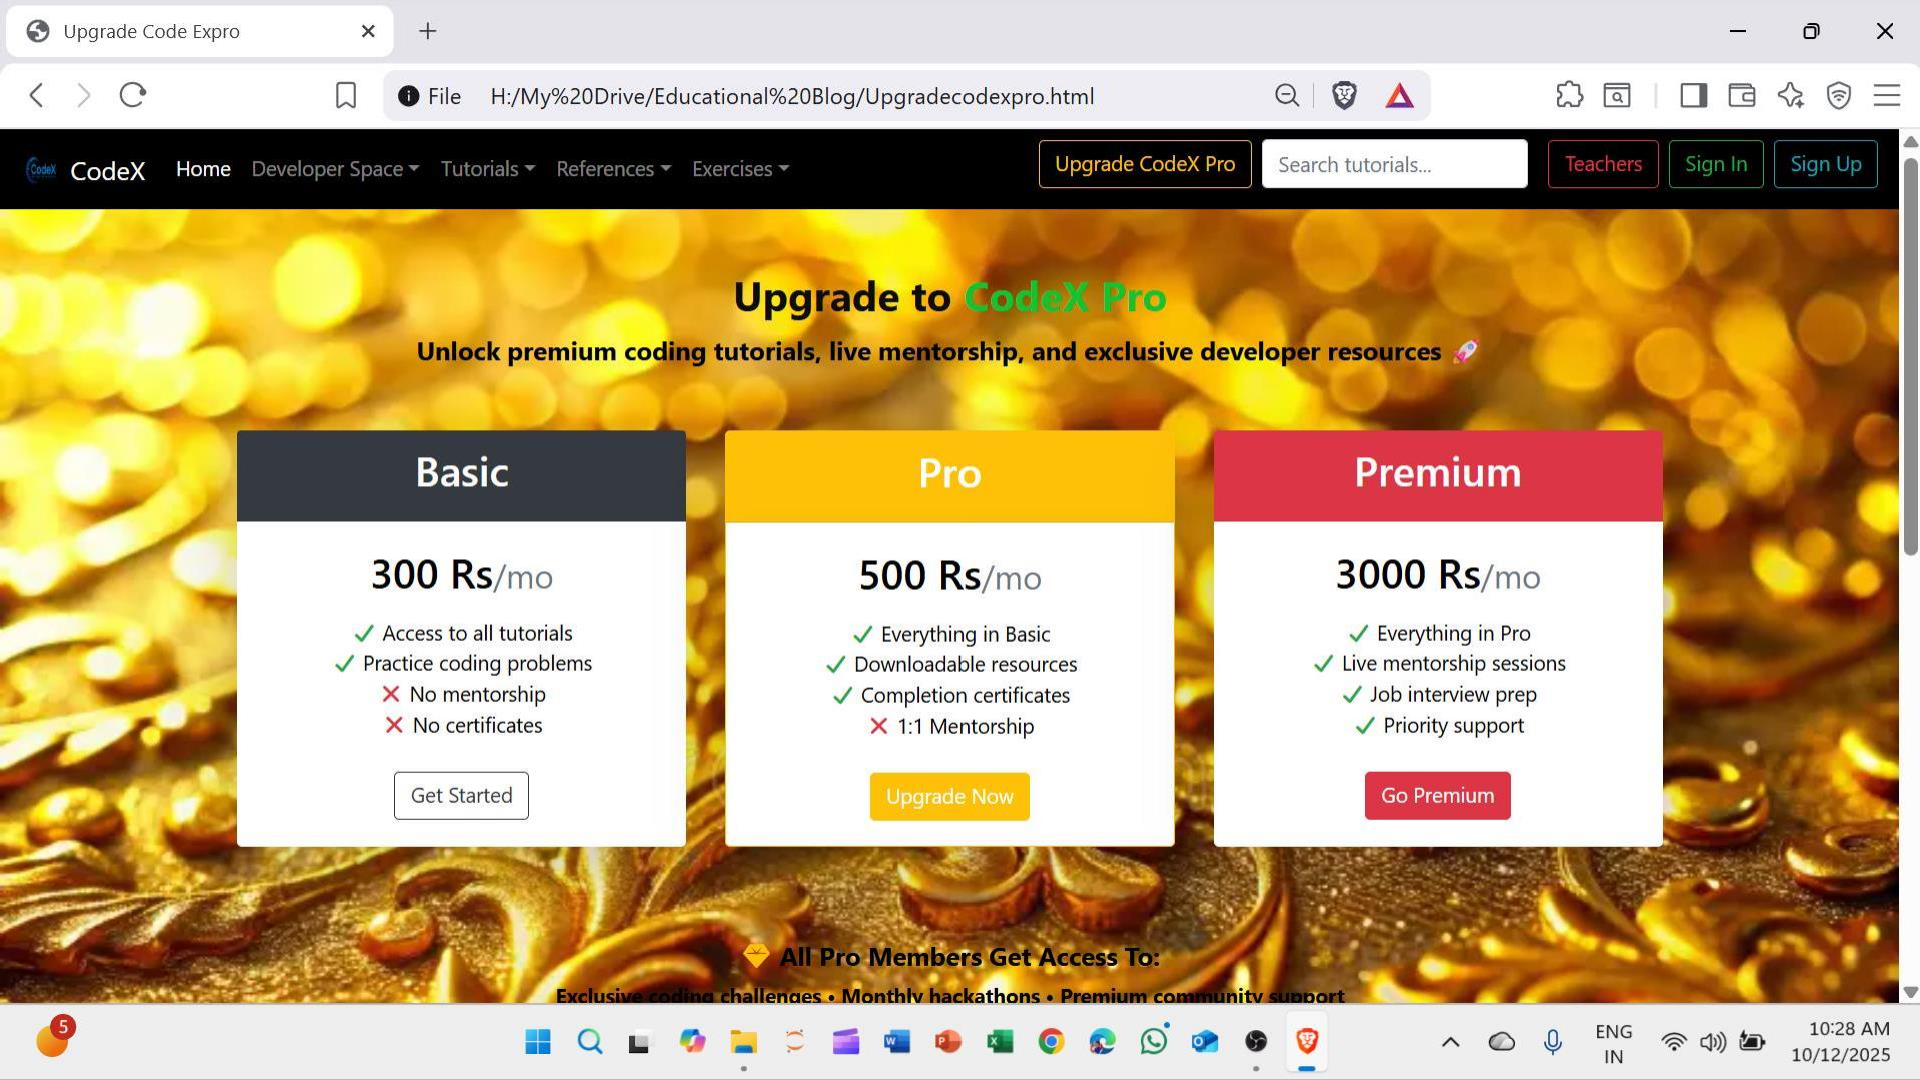 Upgrade Code Expro
File H:/My%20Drive/Educational%20Blog/Upgradecodexpro.html
CodeX CodeX Home Developer Space Tutorials References Exercises Upgrade CodeX Pro Search tutorials... Teachers Sign In Sign Up
Upgrade to CodeX Pro
Unlock premium coding tutorials, live mentorship, and exclusive developer resources 🚀
Basic
300 Rs/mo
✓ Access to all tutorials
✓ Practice coding problems
✕ No mentorship
✕ No certificates
Get Started
Pro
500 Rs/mo
✓ Everything in Basic
✓ Downloadable resources
✓ Completion certificates
✕ 1:1 Mentorship
Upgrade Now
Premium
3000 Rs/mo
✓ Everything in Pro
✓ Live mentorship sessions
✓ Job interview prep
✓ Priority support
Go Premium
All Pro Members Get Access To:
Exclusive coding challenges • Monthly hackathons • Premium community support
5
ENG
IN
10:28 AM
10/12/2025